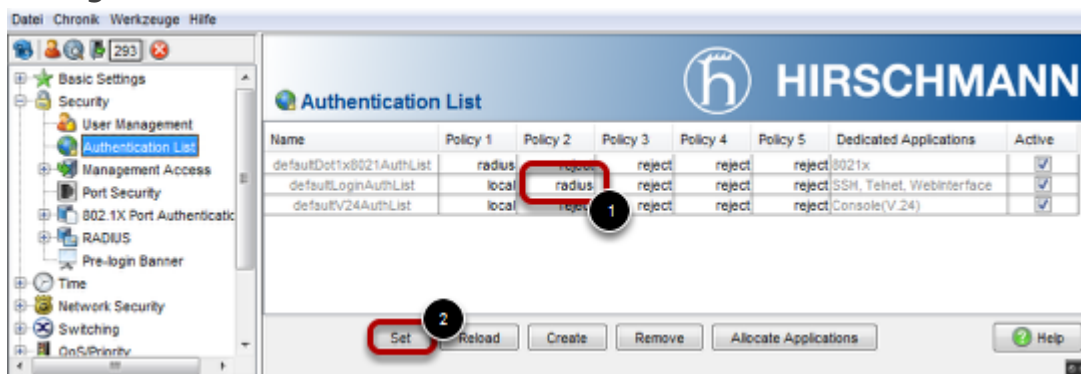 Datei Chronik Werkzeuge Hilfe
293
Basic Settings
Security
User Management
Authentication List
Management Access
Port Security
802.1X Port Authenticatic
RADIUS
Pre-login Banner
Time
Network Security
Switching
QoS/Priority
HIRSCHMANN
Authentication List
Name Policy 1 Policy 2 Policy 3 Policy 4 Policy 5 Dedicated Applications Active
defaultDot1x8021AuthList radius reject reject reject reject 8021x
defaultLoginAuthList local radius reject reject reject SSH, Telnet, WebInterface
defaultV24AuthList local reject reject reject reject Console(V.24)
1
2
Set Reload Create Remove Allocate Applications Help